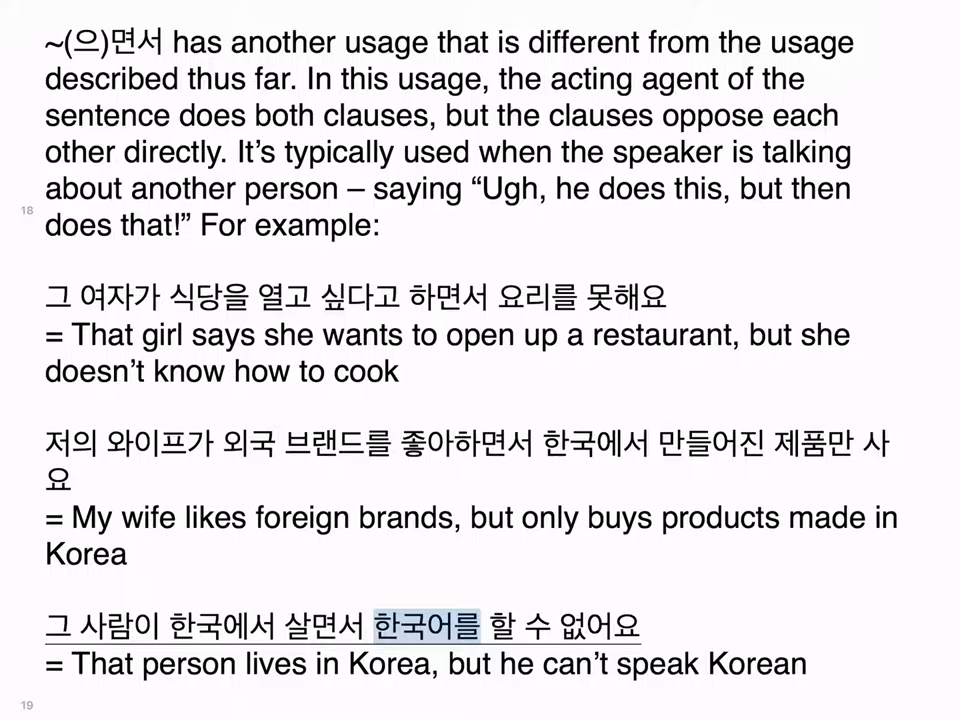 ~(으)면서 has another usage that is different from the usage
described thus far. In this usage, the acting agent of the
sentence does both clauses, but the clauses oppose each
other directly. It’s typically used when the speaker is talking
about another person – saying “Ugh, he does this, but then
18
does that!” For example:
그 여자가 식당을 열고 싶다고 하면서 요리를 못해요
= That girl says she wants to open up a restaurant, but she
doesn’t know how to cook
저의 와이프가 외국 브랜드를 좋아하면서 한국에서 만들어진 제품만 사
요
= My wife likes foreign brands, but only buys products made in
Korea
그 사람이 한국에서 살면서 한국어를 할 수 없어요
= That person lives in Korea, but he can’t speak Korean
19